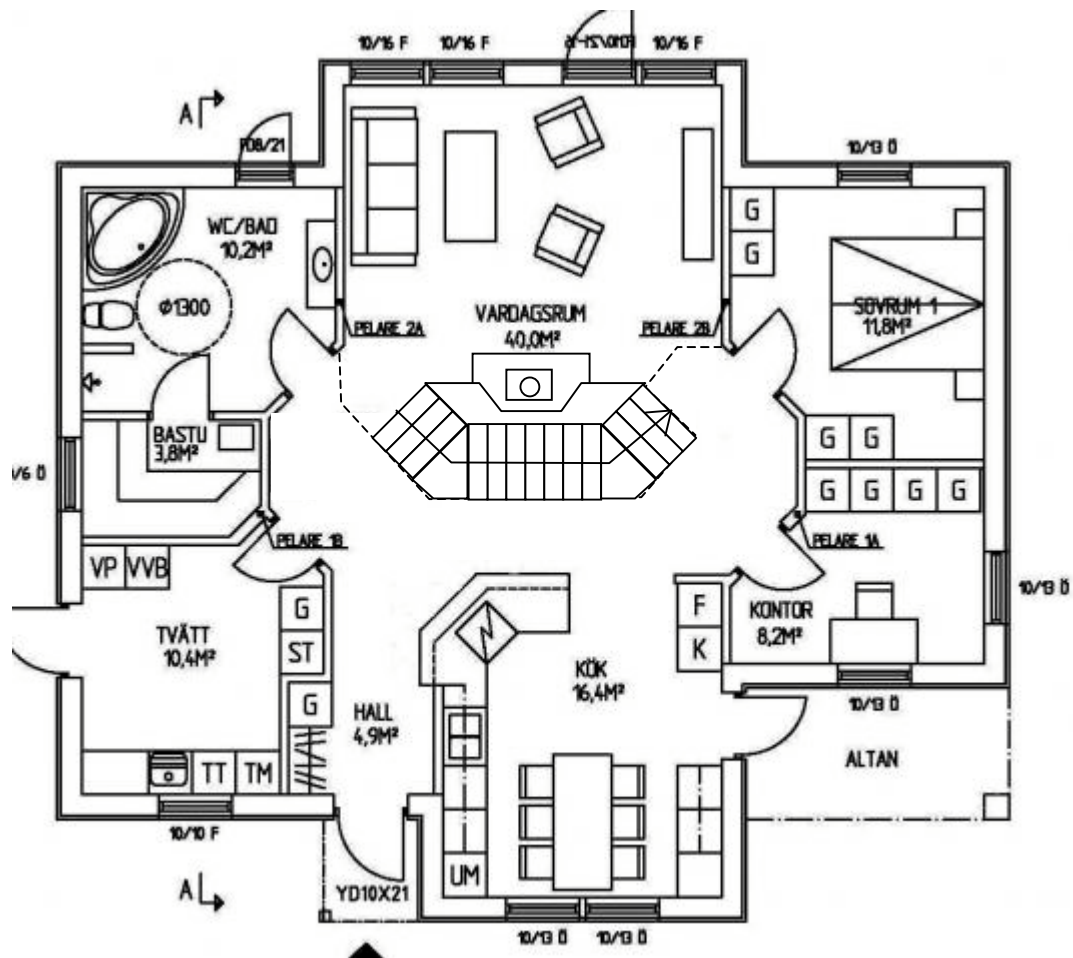 10/16 F
10/16 F
10/16 F
A
FD8/21
10/13 Ö
WC/BAD
10,2M²
G
G
Ø1300
VARDAGSRUM
40,0M²
SOVRUM 1
11,8M²
PELARE 2A
PELARE 2B
BASTU
3,8M²
G
G
G
G
G
G
PELARE 1B
PELARE 1A
VP
VVB
G
ST
G
F
K
KONTOR
8,2M²
10/13 Ö
TVÄTT
10,4M²
KÖK
16,4M²
HALL
4,9M²
10/13 Ö
ALTAN
TT
TM
10/10 F
UM
A
YD10X21
10/13 Ö
10/13 Ö